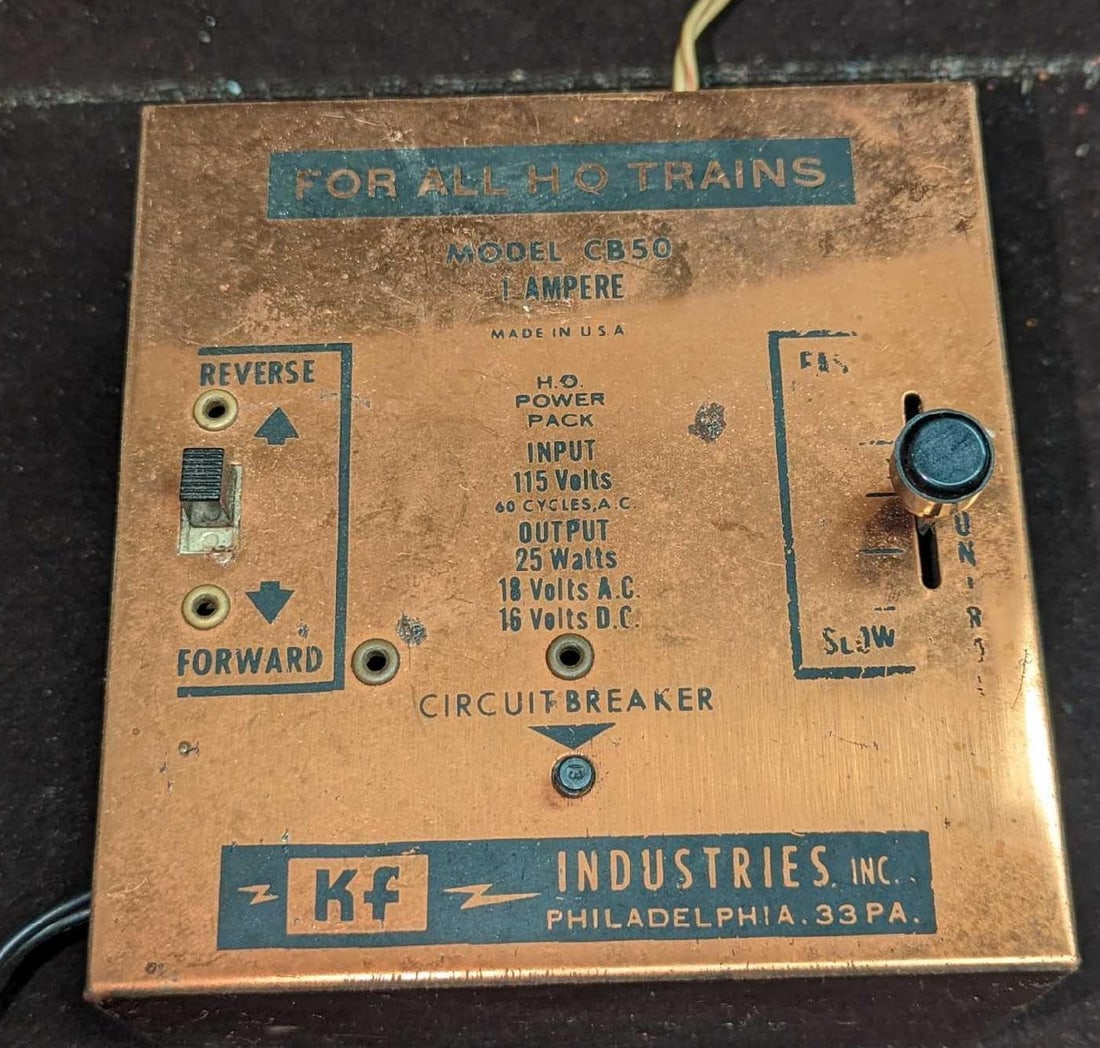 FOR ALL HO TRAINS
MODEL CB50
1 AMPERE
MADE IN U.S.A
REVERSE
FORWARD
H.O.
POWER
PACK
INPUT
115 Volts
60 CYCLES, A.C.
OUTPUT
25 Watts
18 Volts A.C.
16 Volts D.C.
SLOW
CIRCUIT BREAKER
Kf INDUSTRIES, INC.
PHILADELPHIA. 33 PA.